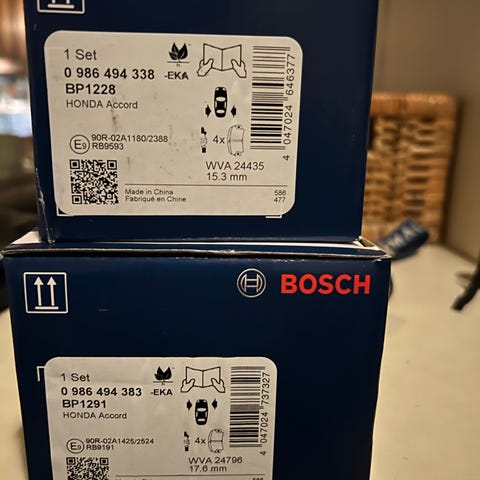 1 Set
0 986 494 338 -EKA
BP1228
HONDA Accord
E9 90R-02A1180/2388
RB9593
4x
WVA 24435
15.3 mm
Made in China
Fabriqué en Chine
586
477
4 047024 646377
BOSCH
1 Set
0 986 494 383 -EKA
BP1291
HONDA Accord
E9 90R-02A1425/2524
RB9191
4x
WVA 24796
17.6 mm
4 047024 737327